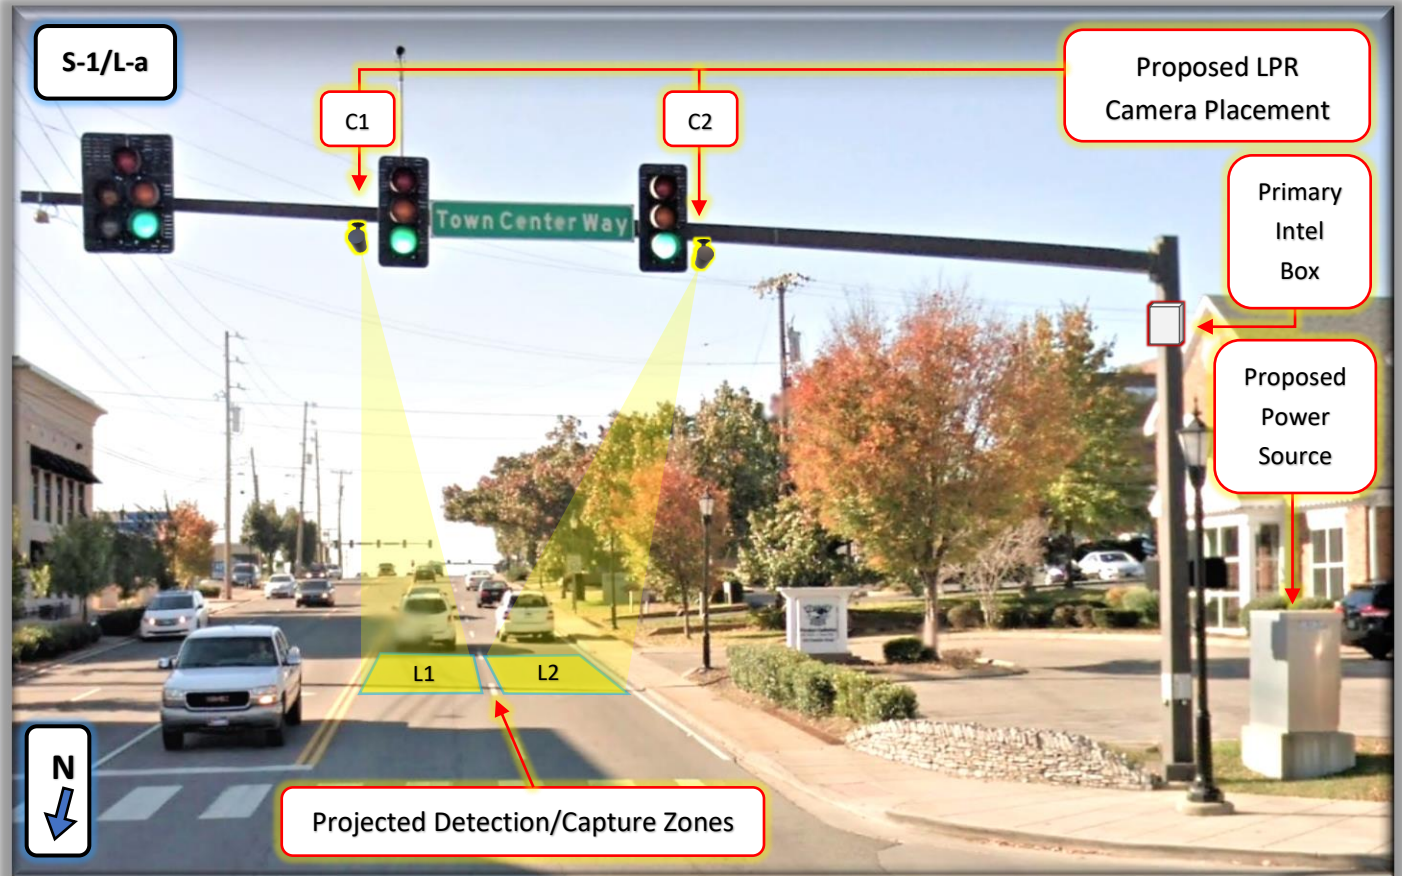 S-1/L-a
Proposed LPR
Camera Placement
C1
C2
Primary
Intel
Box
Town Center Way
Proposed
Power
Source
L1
L2
N
Projected Detection/Capture Zones